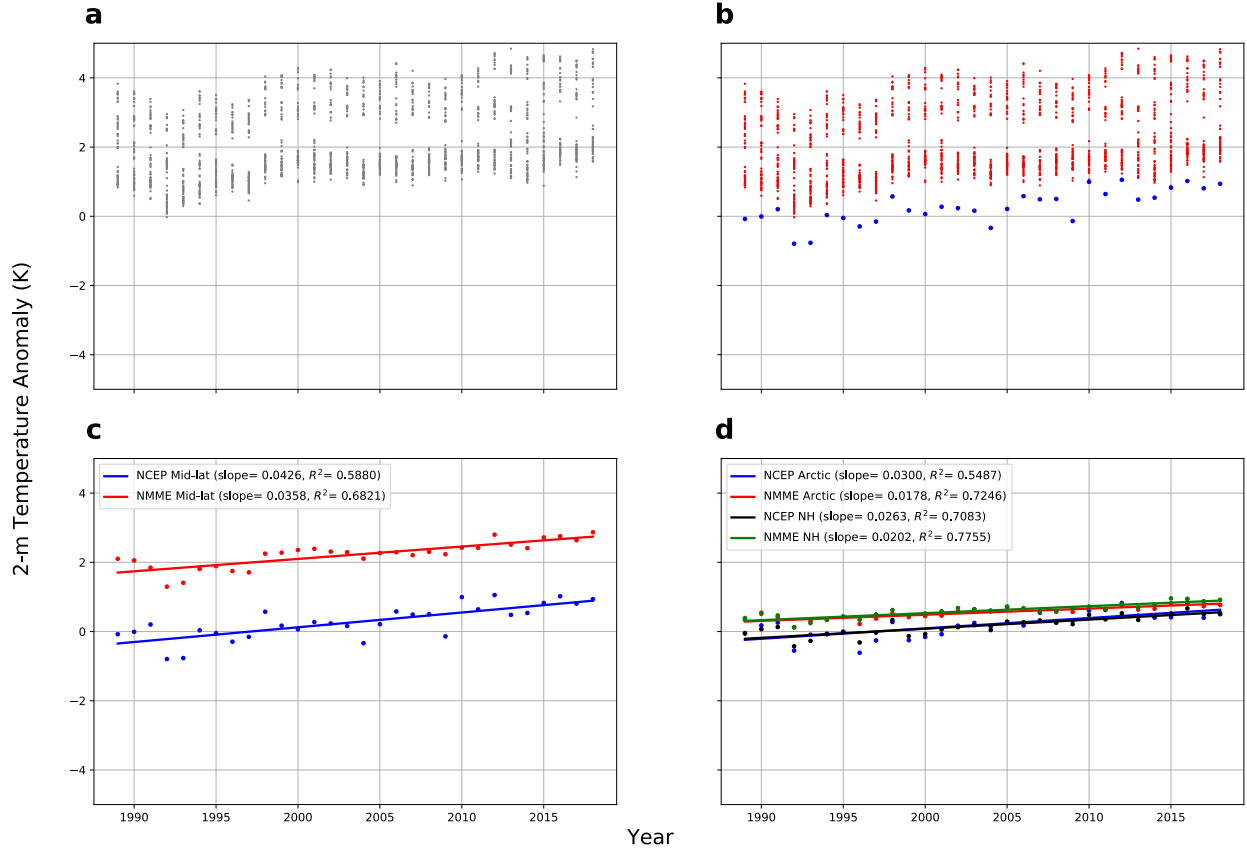 a
b
4
2
0
−2
−4
2-m Temperature Anomaly (K)
c
d
NCEP Mid-lat (slope= 0.0426, R²= 0.5880)
NMME Mid-lat (slope= 0.0358, R²= 0.6821)
NCEP Arctic (slope= 0.0300, R²= 0.5487)
NMME Arctic (slope= 0.0178, R²= 0.7246)
NCEP NH (slope= 0.0263, R²= 0.7083)
NMME NH (slope= 0.0202, R²= 0.7755)
4
2
0
−2
−4
1990 1995 2000 2005 2010 2015
1990 1995 2000 2005 2010 2015
Year